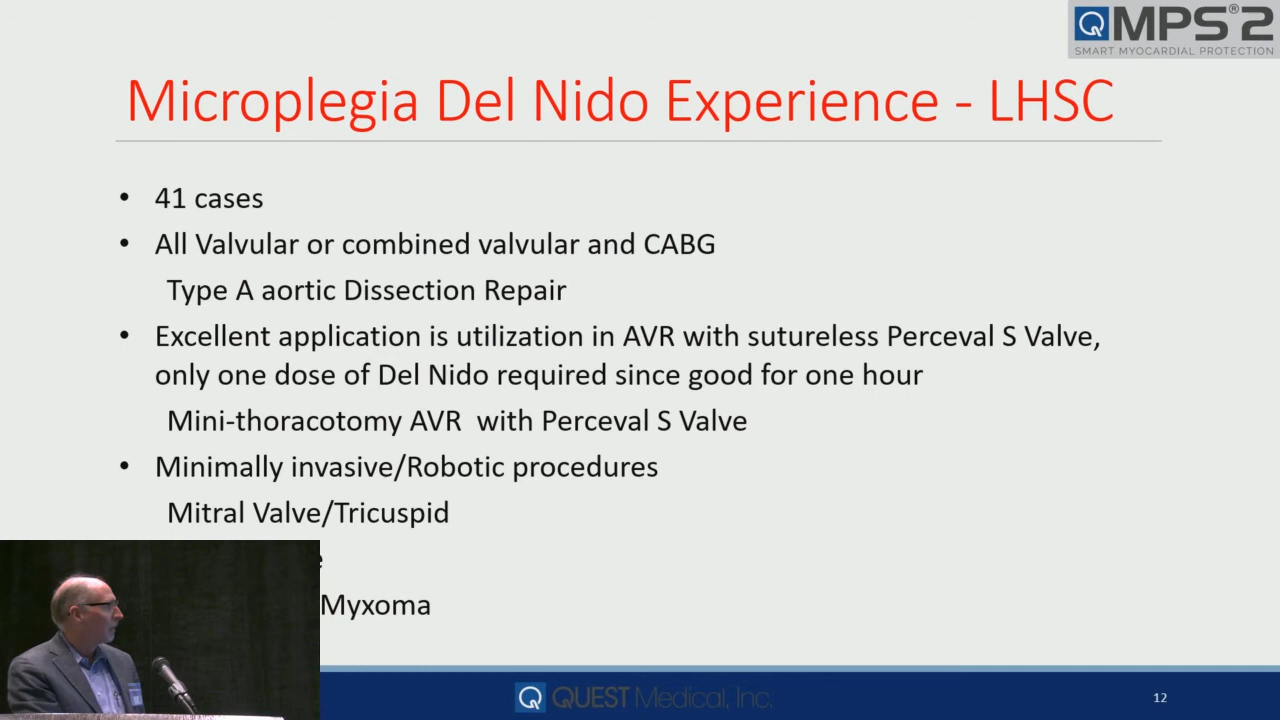 Q MPS®2
SMART MYOCARDIAL PROTECTION
Microplegia Del Nido Experience - LHSC
• 41 cases
• All Valvular or combined valvular and CABG
Type A aortic Dissection Repair
• Excellent application is utilization in AVR with sutureless Perceval S Valve,
only one dose of Del Nido required since good for one hour
Mini-thoracotomy AVR with Perceval S Valve
• Minimally invasive/Robotic procedures
Mitral Valve/Tricuspid
Myxoma
Q QUEST Medical, Inc.
12